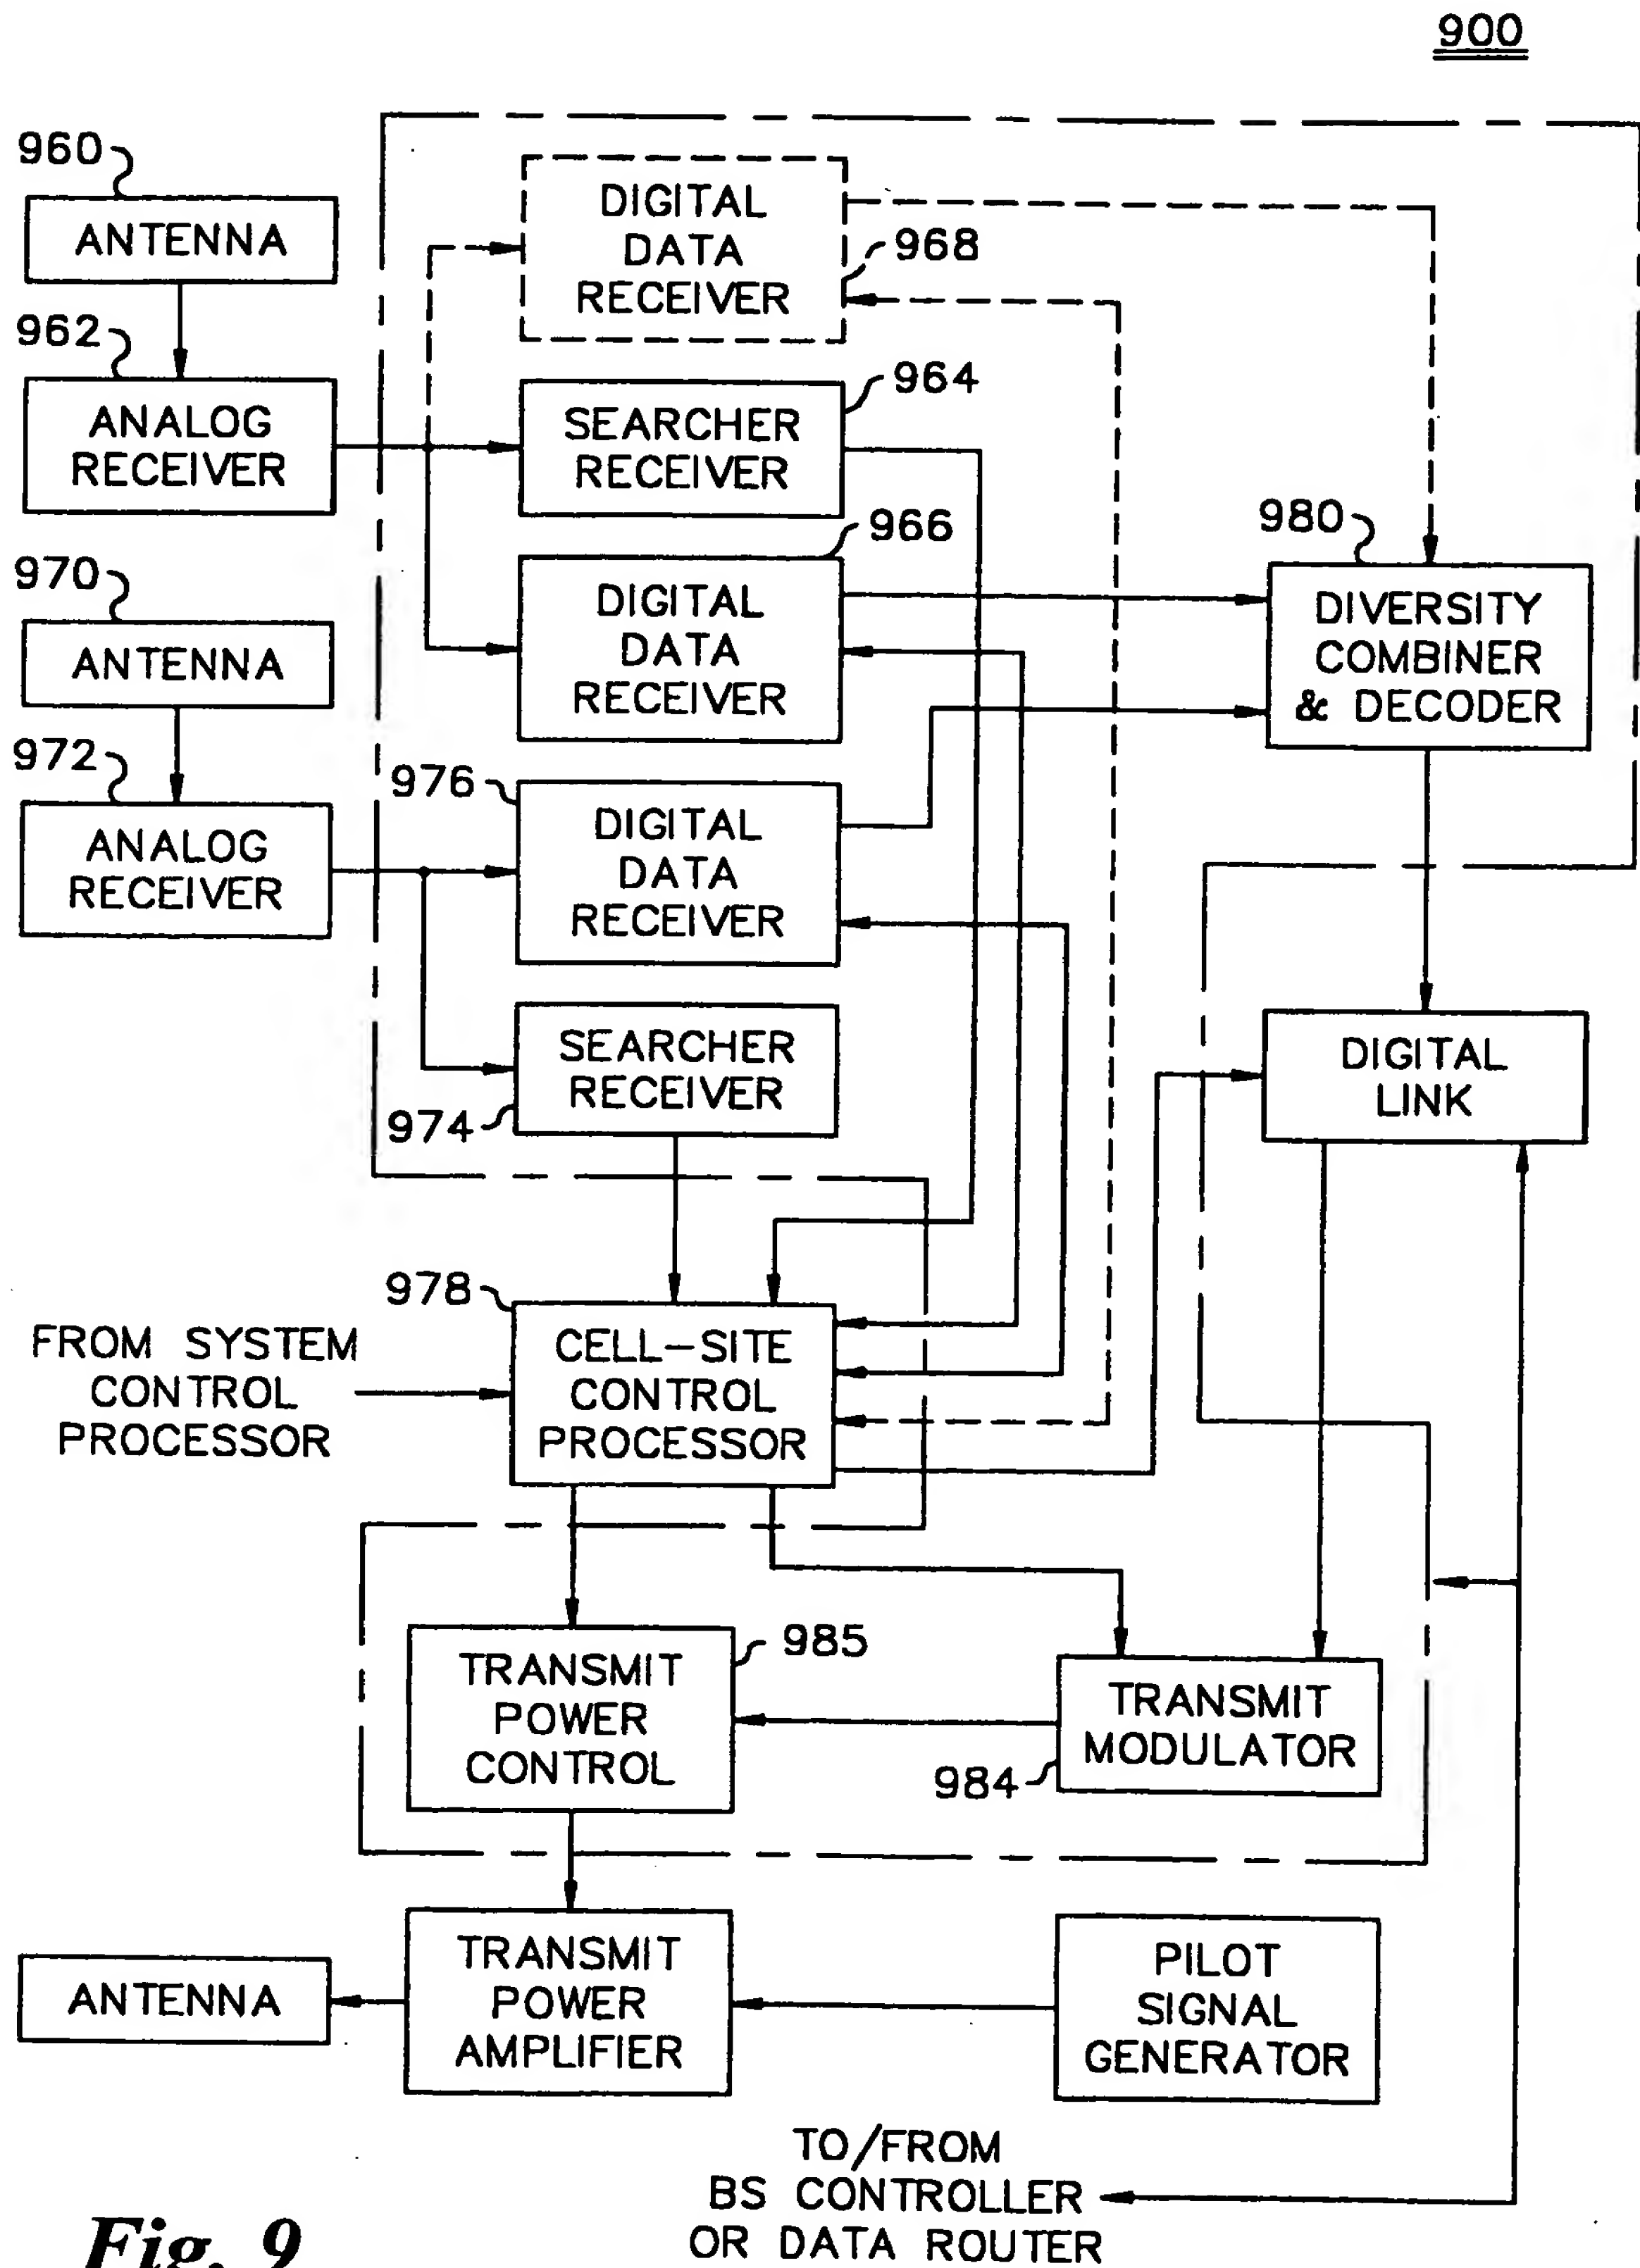 900
960
ANTENNA
DIGITAL
DATA
RECEIVER
968
962
ANALOG
RECEIVER
SEARCHER
RECEIVER
964
966
970
ANTENNA
DIGITAL
DATA
RECEIVER
980
DIVERSITY
COMBINER
& DECODER
972
ANALOG
RECEIVER
976
DIGITAL
DATA
RECEIVER
SEARCHER
RECEIVER
974
DIGITAL
LINK
978
FROM SYSTEM
CONTROL
PROCESSOR
CELL-SITE
CONTROL
PROCESSOR
985
TRANSMIT
POWER
CONTROL
TRANSMIT
MODULATOR
984
ANTENNA
TRANSMIT
POWER
AMPLIFIER
PILOT
SIGNAL
GENERATOR
TO/FROM
BS CONTROLLER
OR DATA ROUTER
Fig. 9